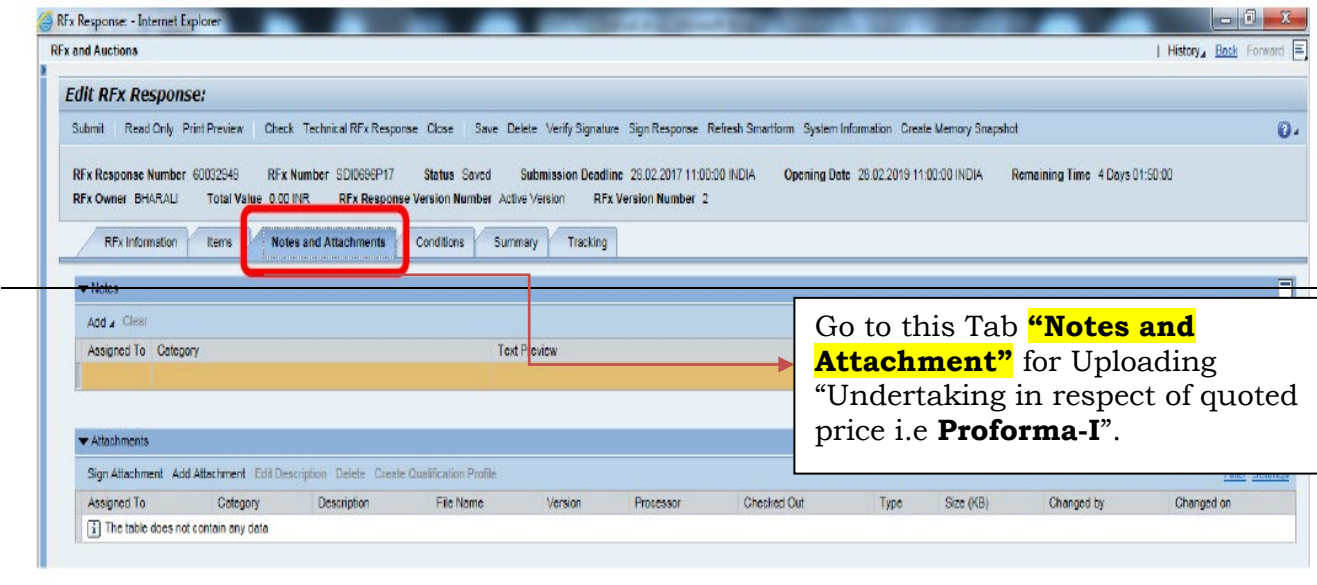 RFx Response: - Internet Explorer
RFx and Auctions
History Back Forward
Edit RFx Response:
Submit Read Only Print Preview Check Technical RFx Response Close Save Delete Verify Signature Sign Response Refresh Smartform System Information Create Memory Snapshot
RFx Response Number 60032949 RFx Number SDI0696P17 Status Saved Submission Deadline 28.02.2017 11:00:00 INDIA Opening Date 28.02.2019 11:00:00 INDIA Remaining Time 4 Days 01:50:00
RFx Owner BHARALI Total Value 0.00 INR RFx Response Version Number Active Version RFx Version Number 2
RFx Information Items Notes and Attachments Conditions Summary Tracking
Notes
Add Clear
Assigned To Category Text Preview
Go to this Tab “Notes and
Attachment” for Uploading
“Undertaking in respect of quoted
price i.e Proforma-I”.
Attachments
Sign Attachment Add Attachment Edit Description Delete Create Qualification Profile
Filter Settings
Assigned To Category Description File Name Version Processor Checked Out Type Size (KB) Changed by Changed on
The table does not contain any data